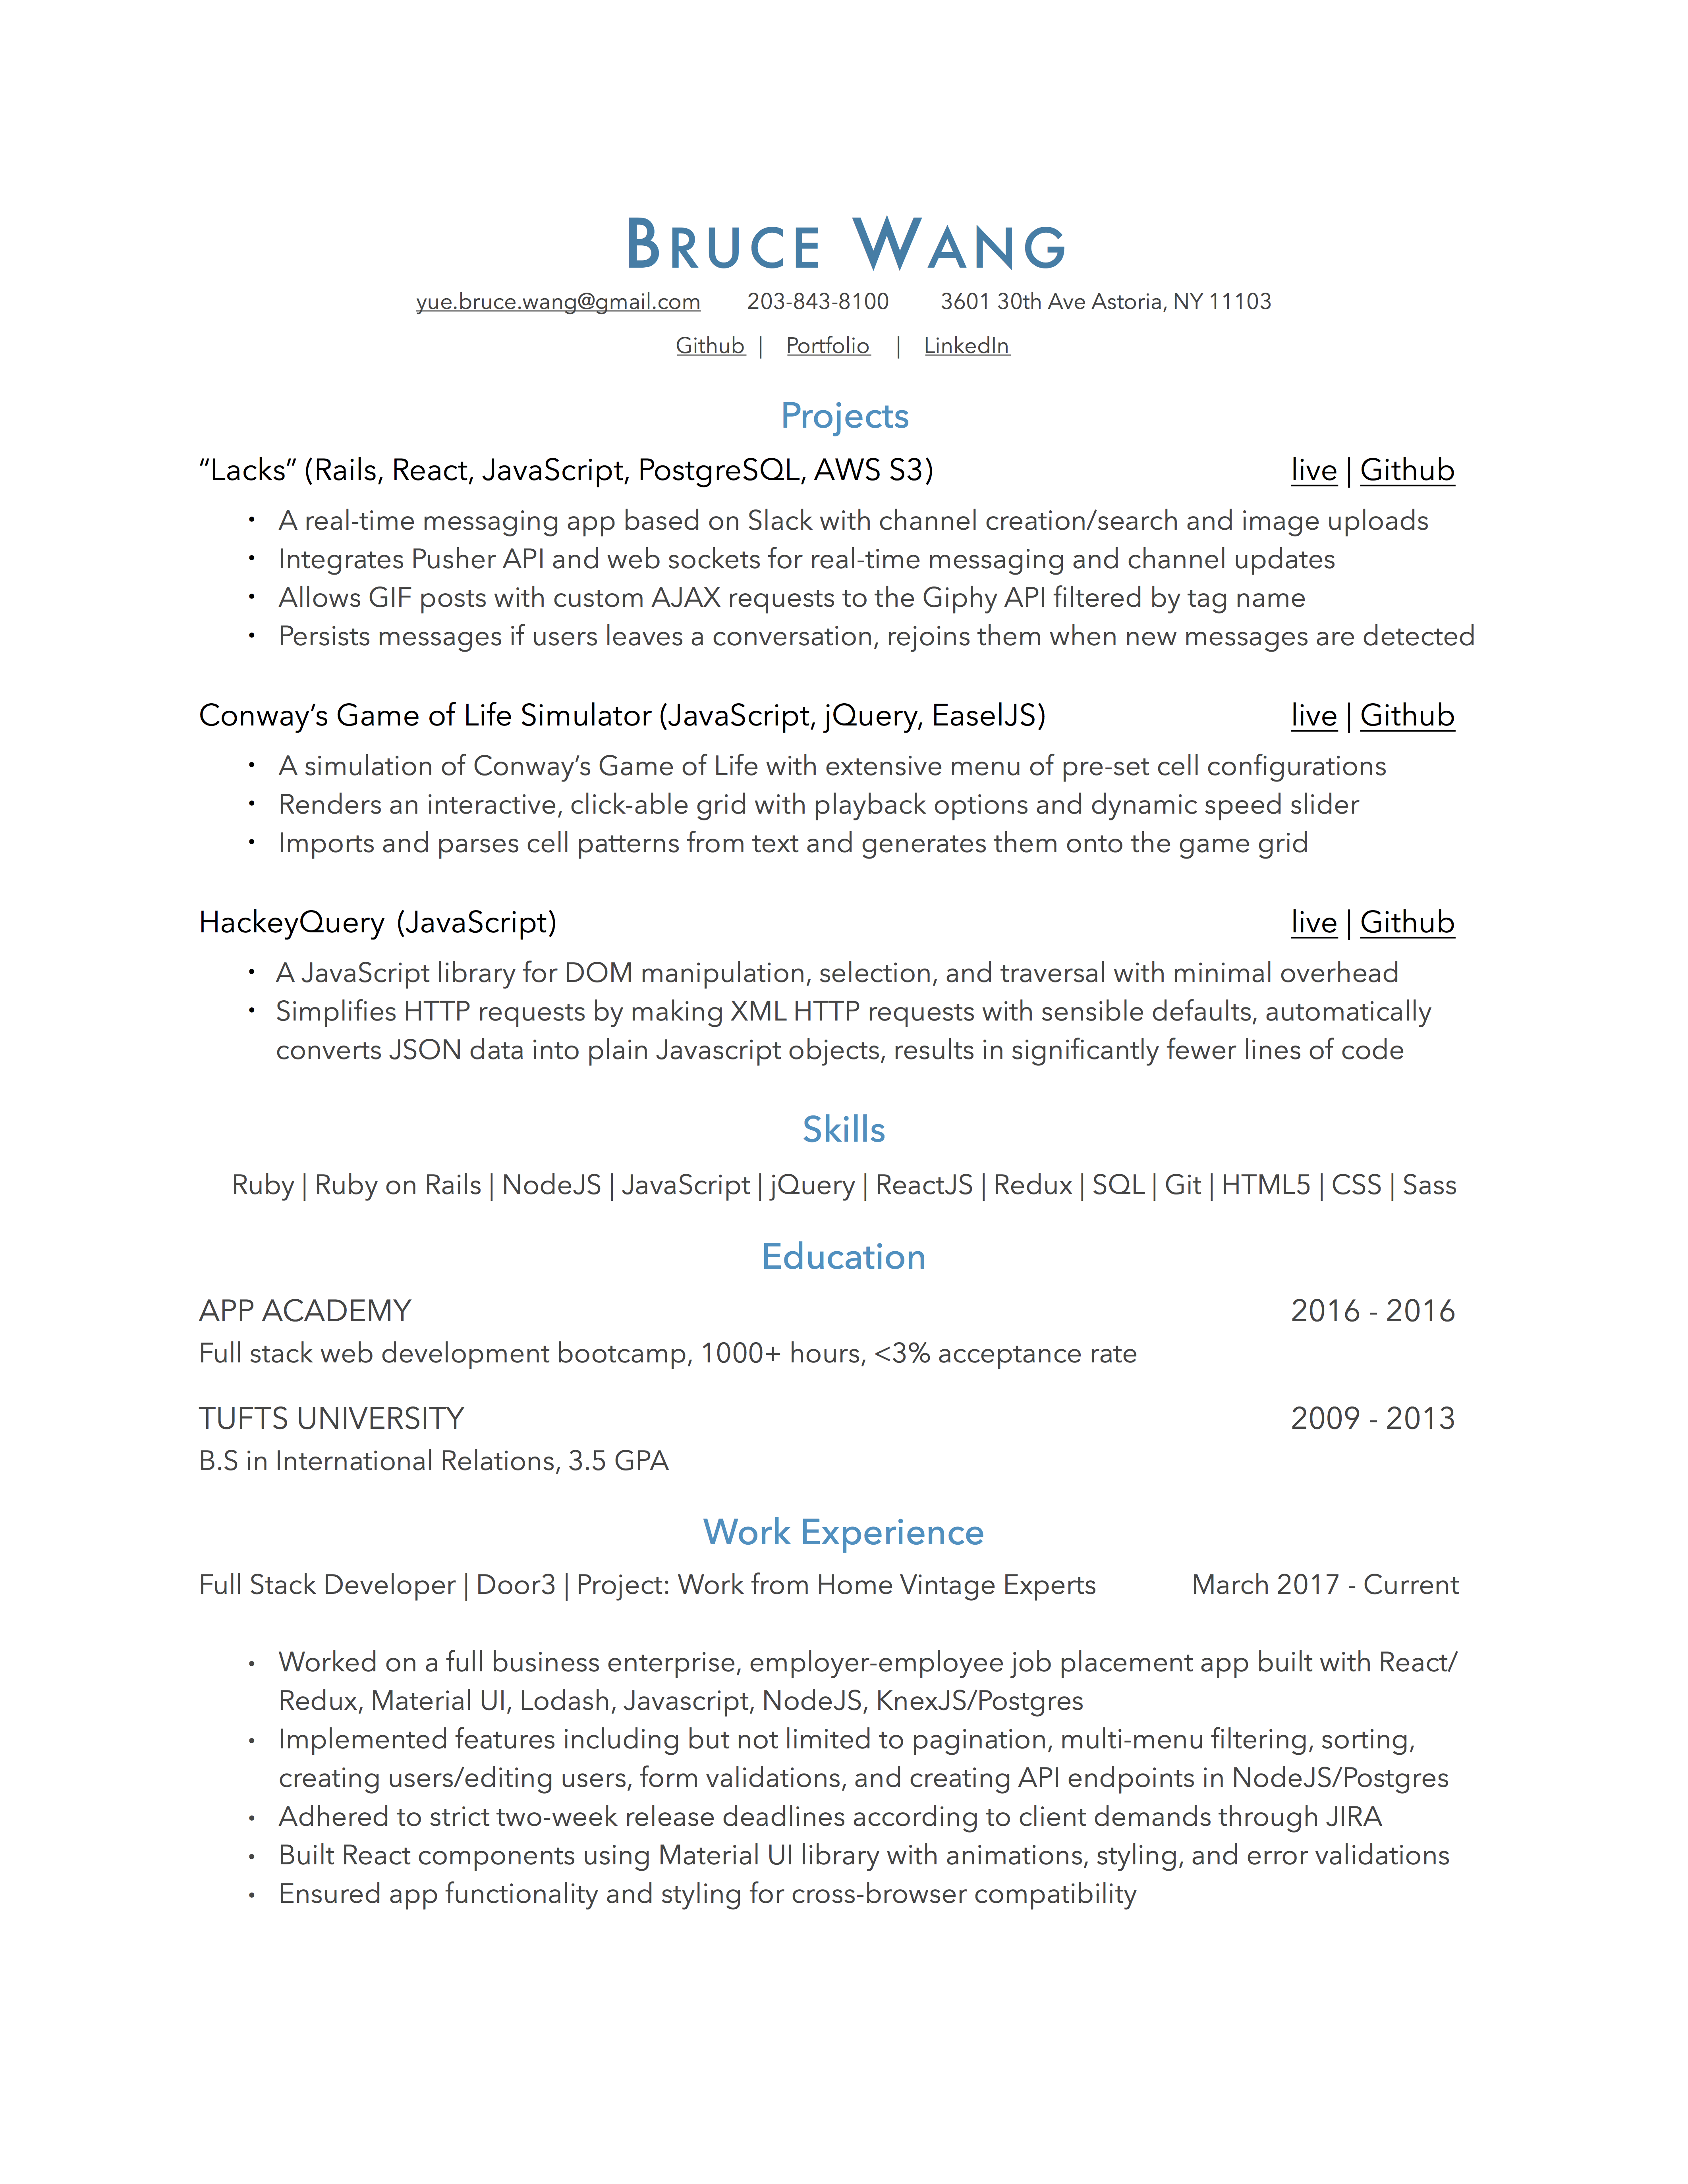 BRUCE WANG
yue.bruce.wang@gmail.com 203-843-8100 3601 30th Ave Astoria, NY 11103
Github | Portfolio | LinkedIn
Projects
“Lacks” (Rails, React, JavaScript, PostgreSQL, AWS S3) live | Github
• A real-time messaging app based on Slack with channel creation/search and image uploads
• Integrates Pusher API and web sockets for real-time messaging and channel updates
• Allows GIF posts with custom AJAX requests to the Giphy API filtered by tag name
• Persists messages if users leaves a conversation, rejoins them when new messages are detected
Conway’s Game of Life Simulator (JavaScript, jQuery, EaselJS) live | Github
• A simulation of Conway’s Game of Life with extensive menu of pre-set cell configurations
• Renders an interactive, click-able grid with playback options and dynamic speed slider
• Imports and parses cell patterns from text and generates them onto the game grid
HackeyQuery (JavaScript) live | Github
• A JavaScript library for DOM manipulation, selection, and traversal with minimal overhead
• Simplifies HTTP requests by making XML HTTP requests with sensible defaults, automatically
converts JSON data into plain Javascript objects, results in significantly fewer lines of code
Skills
Ruby | Ruby on Rails | NodeJS | JavaScript | jQuery | ReactJS | Redux | SQL | Git | HTML5 | CSS | Sass
Education
APP ACADEMY 2016 - 2016
Full stack web development bootcamp, 1000+ hours, <3% acceptance rate
TUFTS UNIVERSITY 2009 - 2013
B.S in International Relations, 3.5 GPA
Work Experience
Full Stack Developer | Door3 | Project: Work from Home Vintage Experts March 2017 - Current
• Worked on a full business enterprise, employer-employee job placement app built with React/
Redux, Material UI, Lodash, Javascript, NodeJS, KnexJS/Postgres
• Implemented features including but not limited to pagination, multi-menu filtering, sorting,
creating users/editing users, form validations, and creating API endpoints in NodeJS/Postgres
• Adhered to strict two-week release deadlines according to client demands through JIRA
• Built React components using Material UI library with animations, styling, and error validations
• Ensured app functionality and styling for cross-browser compatibility